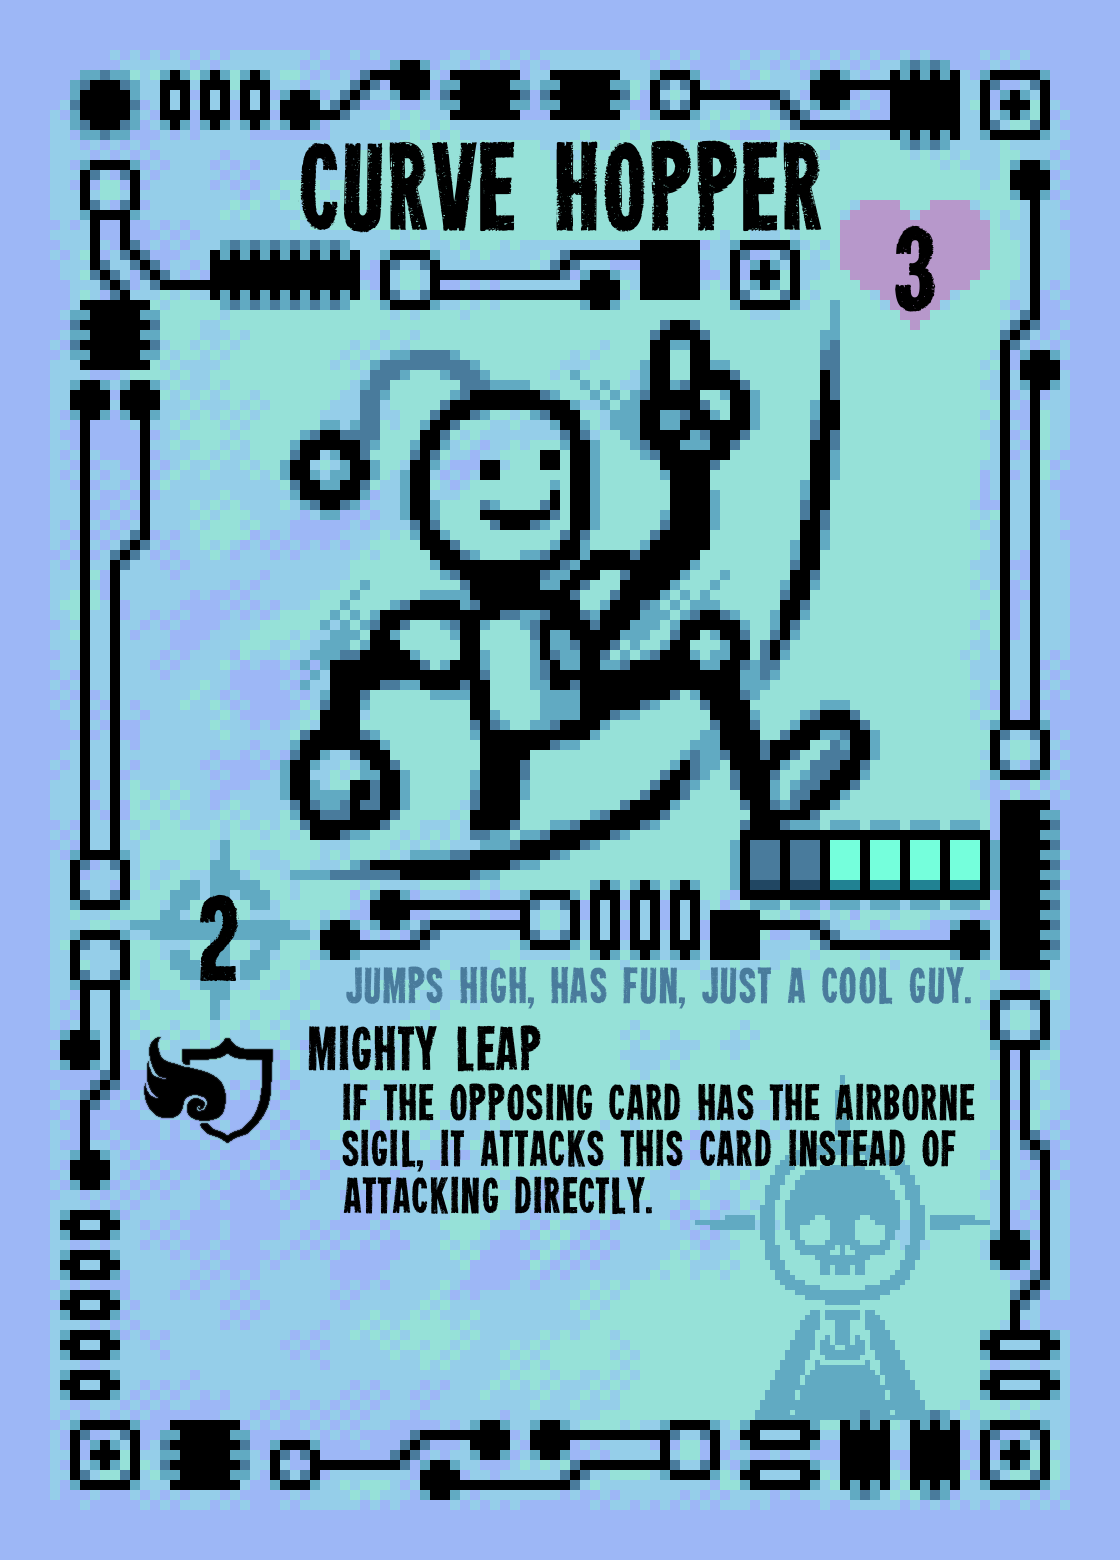 CURVE HOPPER
3
2
JUMPS HIGH, HAS FUN, JUST A COOL GUY.
MIGHTY LEAP
IF THE OPPOSING CARD HAS THE AIRBORNE
SIGIL, IT ATTACKS THIS CARD INSTEAD OF
ATTACKING DIRECTLY.